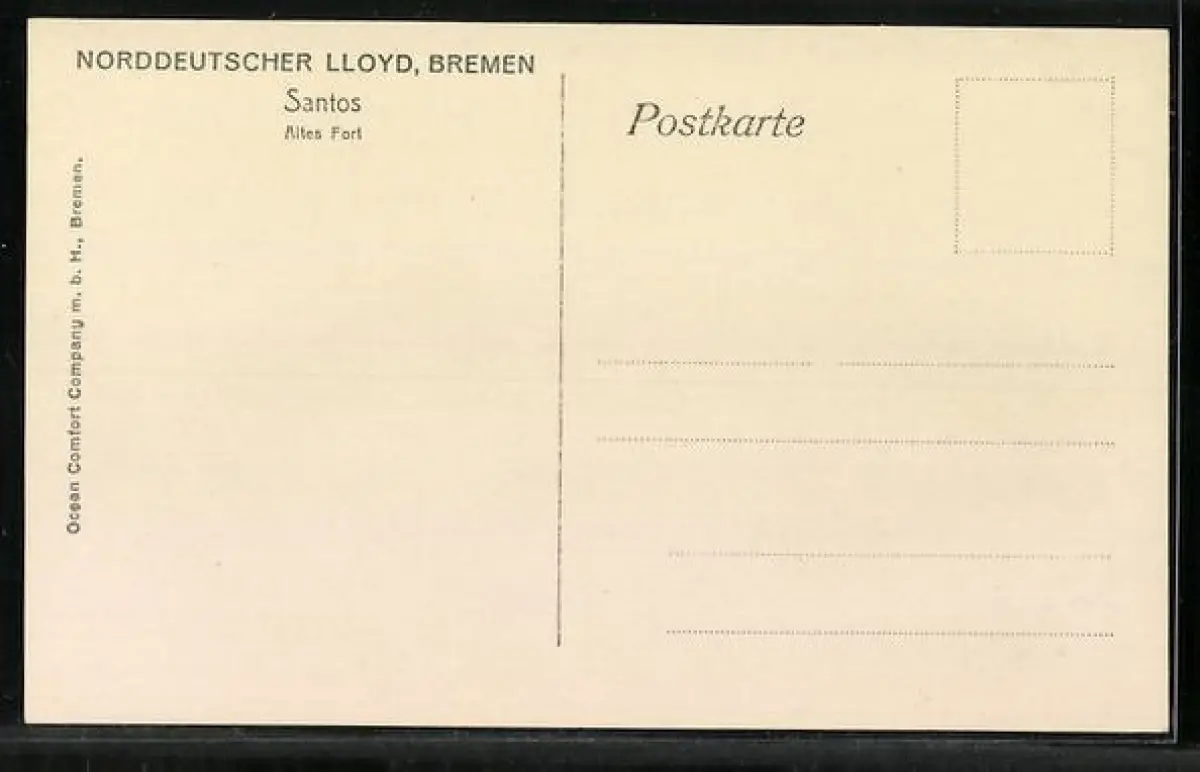 NORDDEUTSCHER LLOYD, BREMEN
Santos
Altes Fort
Postkarte
Ocean Comfort Company m. b. H., Bremen.